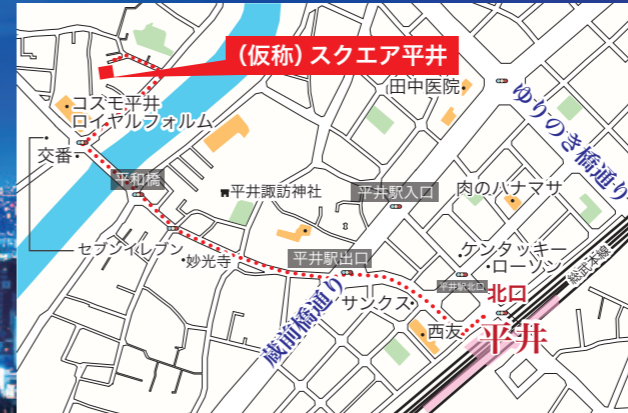 (仮称)スクエア平井
田中医院
コスモ平井
ロイヤルフォルム
ゆりのき橋通り
交番
平和橋
平井諏訪神社
平井駅入口
肉のハナマサ
セブンイレブン
妙光寺
平井駅出口
ケンタッキー
ローソン
総武本線
平井駅北口
北口
サンクス
蔵前橋通り
西友
平井